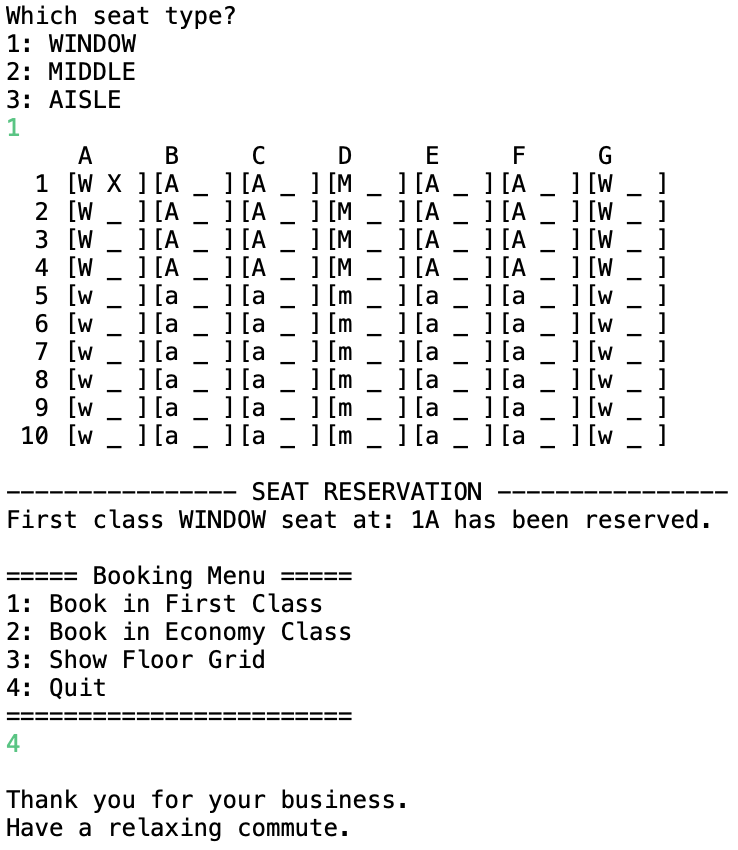 Which seat type?
1: WINDOW
2: MIDDLE
3: AISLE
1
     A     B     C     D     E     F     G
  1 [W X ][A _ ][A _ ][M _ ][A _ ][A _ ][W _ ]
  2 [W _ ][A _ ][A _ ][M _ ][A _ ][A _ ][W _ ]
  3 [W _ ][A _ ][A _ ][M _ ][A _ ][A _ ][W _ ]
  4 [W _ ][A _ ][A _ ][M _ ][A _ ][A _ ][W _ ]
  5 [w _ ][a _ ][a _ ][m _ ][a _ ][a _ ][w _ ]
  6 [w _ ][a _ ][a _ ][m _ ][a _ ][a _ ][w _ ]
  7 [w _ ][a _ ][a _ ][m _ ][a _ ][a _ ][w _ ]
  8 [w _ ][a _ ][a _ ][m _ ][a _ ][a _ ][w _ ]
  9 [w _ ][a _ ][a _ ][m _ ][a _ ][a _ ][w _ ]
 10 [w _ ][a _ ][a _ ][m _ ][a _ ][a _ ][w _ ]

---------------- SEAT RESERVATION ----------------
First class WINDOW seat at: 1A has been reserved.

===== Booking Menu =====
1: Book in First Class
2: Book in Economy Class
3: Show Floor Grid
4: Quit
========================
4

Thank you for your business.
Have a relaxing commute.